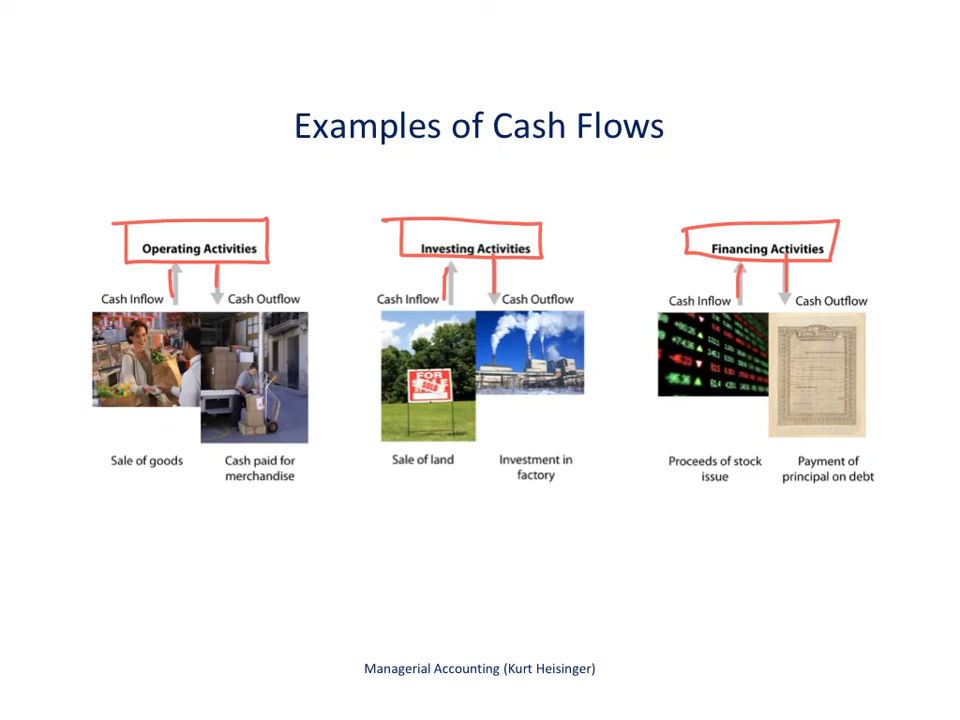 Examples of Cash Flows
Operating Activities
Cash Inflow
Cash Outflow
Sale of goods
Cash paid for
merchandise
Investing Activities
Cash Inflow
Cash Outflow
FOR
SALE
SOLD
Sale of land
Investment in
factory
Financing Activities
Cash Inflow
Cash Outflow
Proceeds of stock
issue
Payment of
principal on debt
Managerial Accounting (Kurt Heisinger)